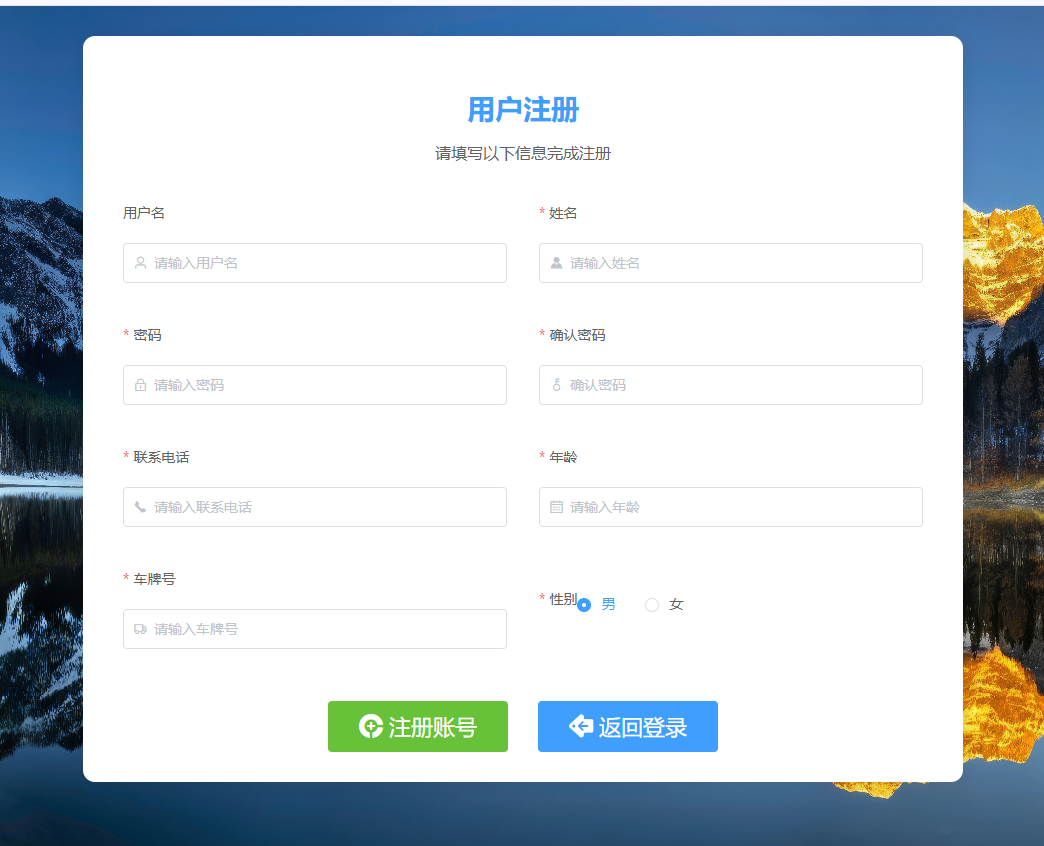 用户注册
请填写以下信息完成注册
用户名
* 姓名
请输入用户名
请输入姓名
* 密码
* 确认密码
请输入密码
确认密码
* 联系电话
* 年龄
请输入联系电话
请输入年龄
* 车牌号
* 性别 男 女
请输入车牌号
注册账号
返回登录